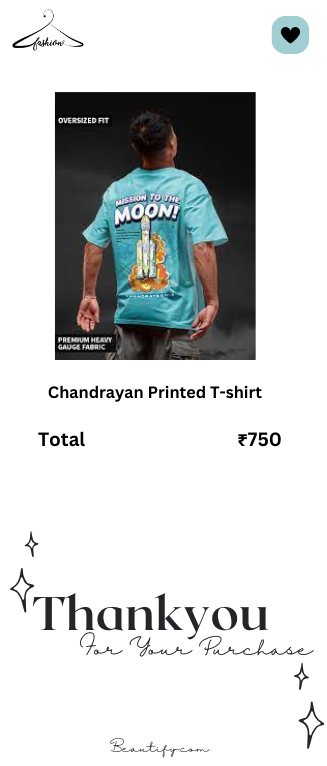 fashion
OVERSIZED FIT
MISSION TO THE
MOON!
PREMIUM HEAVY
GAUGE FABRIC
Chandrayan Printed T-shirt
Total ₹750
Thankyou
For Your Purchase
Beautify.com